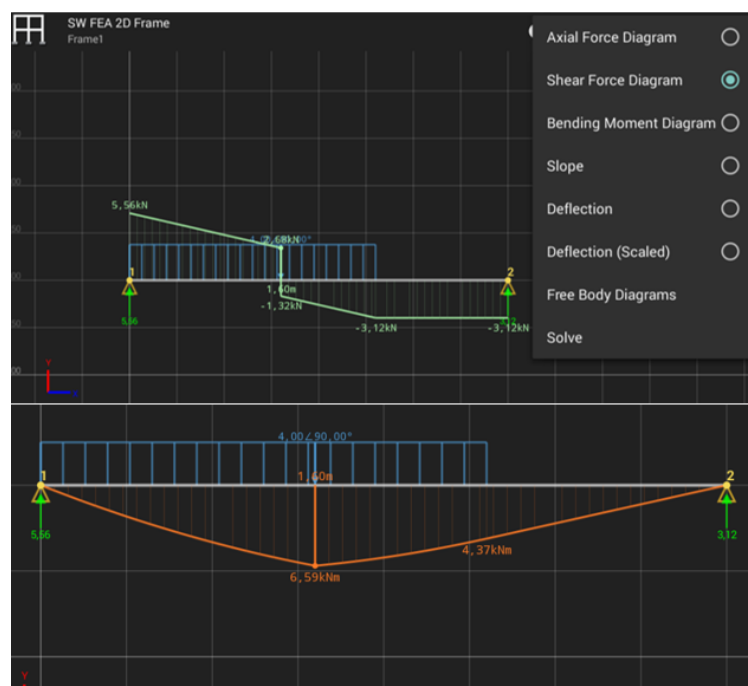 SW FEA 2D Frame
Frame1
Axial Force Diagram
Shear Force Diagram
Bending Moment Diagram
Slope
Deflection
Deflection (Scaled)
Free Body Diagrams
Solve
5,56kN
2,68kN
1
2
1,60m
-1,32kN
5,56
-3,12kN
-3,12kN
Y
4,00∠90,00°
1
1,60m
2
5,56
3,12
4,37kNm
6,59kNm
Y